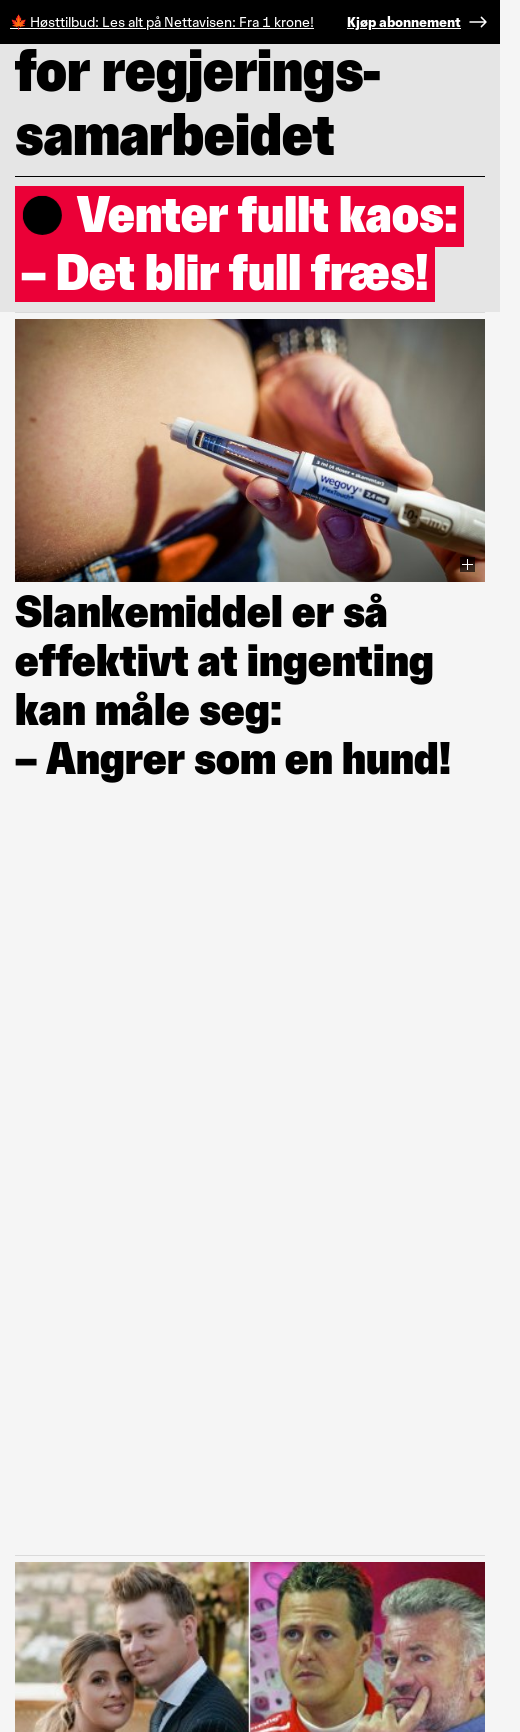 Høsttilbud: Les alt på Nettavisen: Fra 1 krone! Kjøp abonnement
for regjerings-
samarbeidet
Venter fullt kaos:
– Det blir full fræs!
wegovy®
FlexTouch®
Slankemiddel er så
effektivt at ingenting
kan måle seg:
– Angrer som en hund!